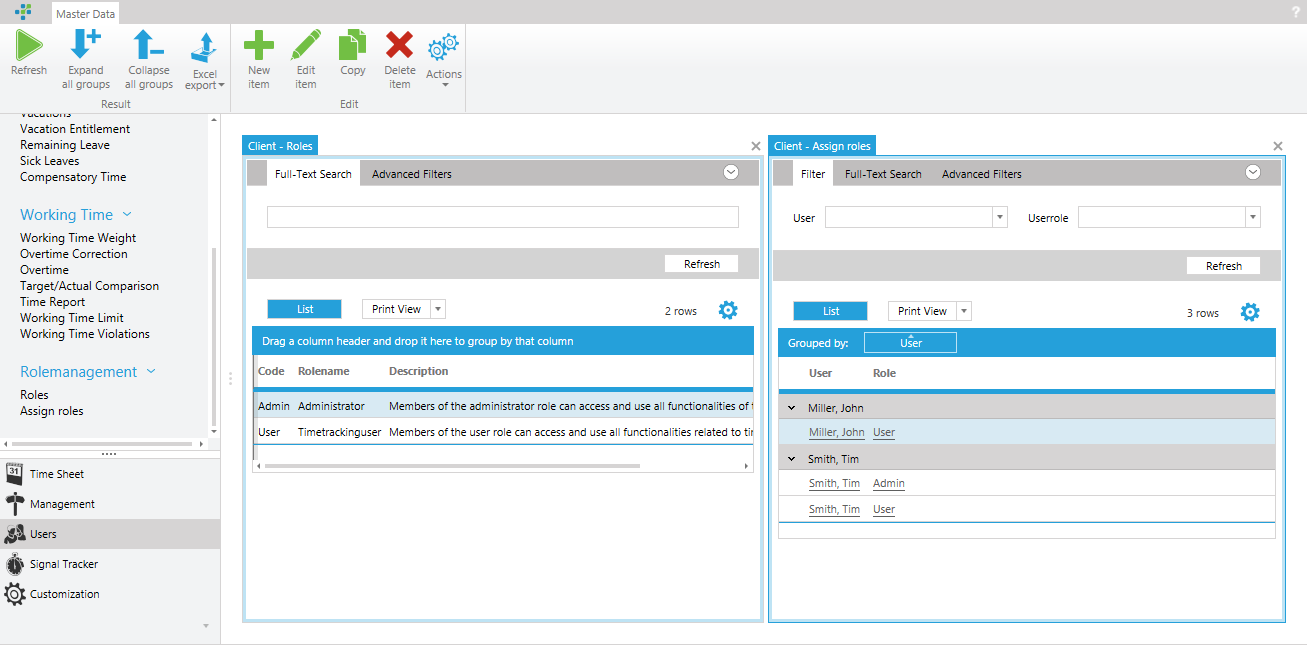 Master Data
?
Refresh
Expand all groups
Collapse all groups
Excel export
Result
New item
Edit item
Copy
Delete item
Actions
Edit
Vacations
Vacation Entitlement
Remaining Leave
Sick Leaves
Compensatory Time
Working Time
Working Time Weight
Overtime Correction
Overtime
Target/Actual Comparison
Time Report
Working Time Limit
Working Time Violations
Rolemanagement
Roles
Assign roles
31 Time Sheet
Management
Users
Signal Tracker
Customization
Client - Roles
Full-Text Search Advanced Filters
Refresh
List Print View 2 rows
Drag a column header and drop it here to group by that column
Code Rolename Description
Admin Administrator Members of the administrator role can access and use all functionalities of
User Timetrackinguser Members of the user role can access and use all functionalities related to
Client - Assign roles
Filter Full-Text Search Advanced Filters
User Userrole
Refresh
List Print View 3 rows
Grouped by: User
User Role
Miller, John
Miller, John User
Smith, Tim
Smith, Tim Admin
Smith, Tim User